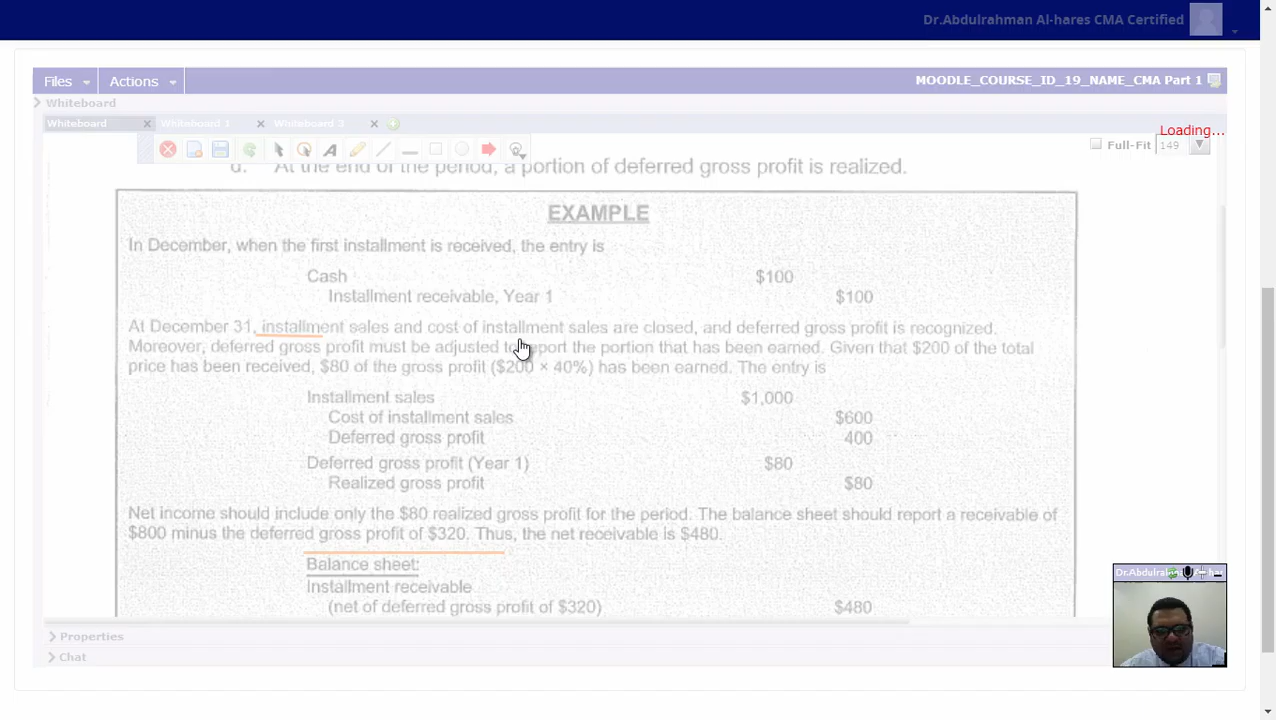 Dr.Abdulrahman Al-hares CMA Certified
Files Actions MOODLE_COURSE_ID_19_NAME_CMA Part 1
Whiteboard
Whiteboard Whiteboard 1 Whiteboard 3
Loading...
Full-Fit 149
d. At the end of the period, a portion of deferred gross profit is realized.
EXAMPLE
In December, when the first installment is received, the entry is
Cash $100
Installment receivable, Year 1 $100
At December 31, installment sales and cost of installment sales are closed, and deferred gross profit is recognized.
Moreover, deferred gross profit must be adjusted to report the portion that has been earned. Given that $200 of the total
price has been received, $80 of the gross profit ($200 × 40%) has been earned. The entry is
Installment sales $1,000
Cost of installment sales $600
Deferred gross profit 400
Deferred gross profit (Year 1) $80
Realized gross profit $80
Net income should include only the $80 realized gross profit for the period. The balance sheet should report a receivable of
$800 minus the deferred gross profit of $320. Thus, the net receivable is $480.
Balance sheet:
Installment receivable
(net of deferred gross profit of $320) $480
Properties
Chat